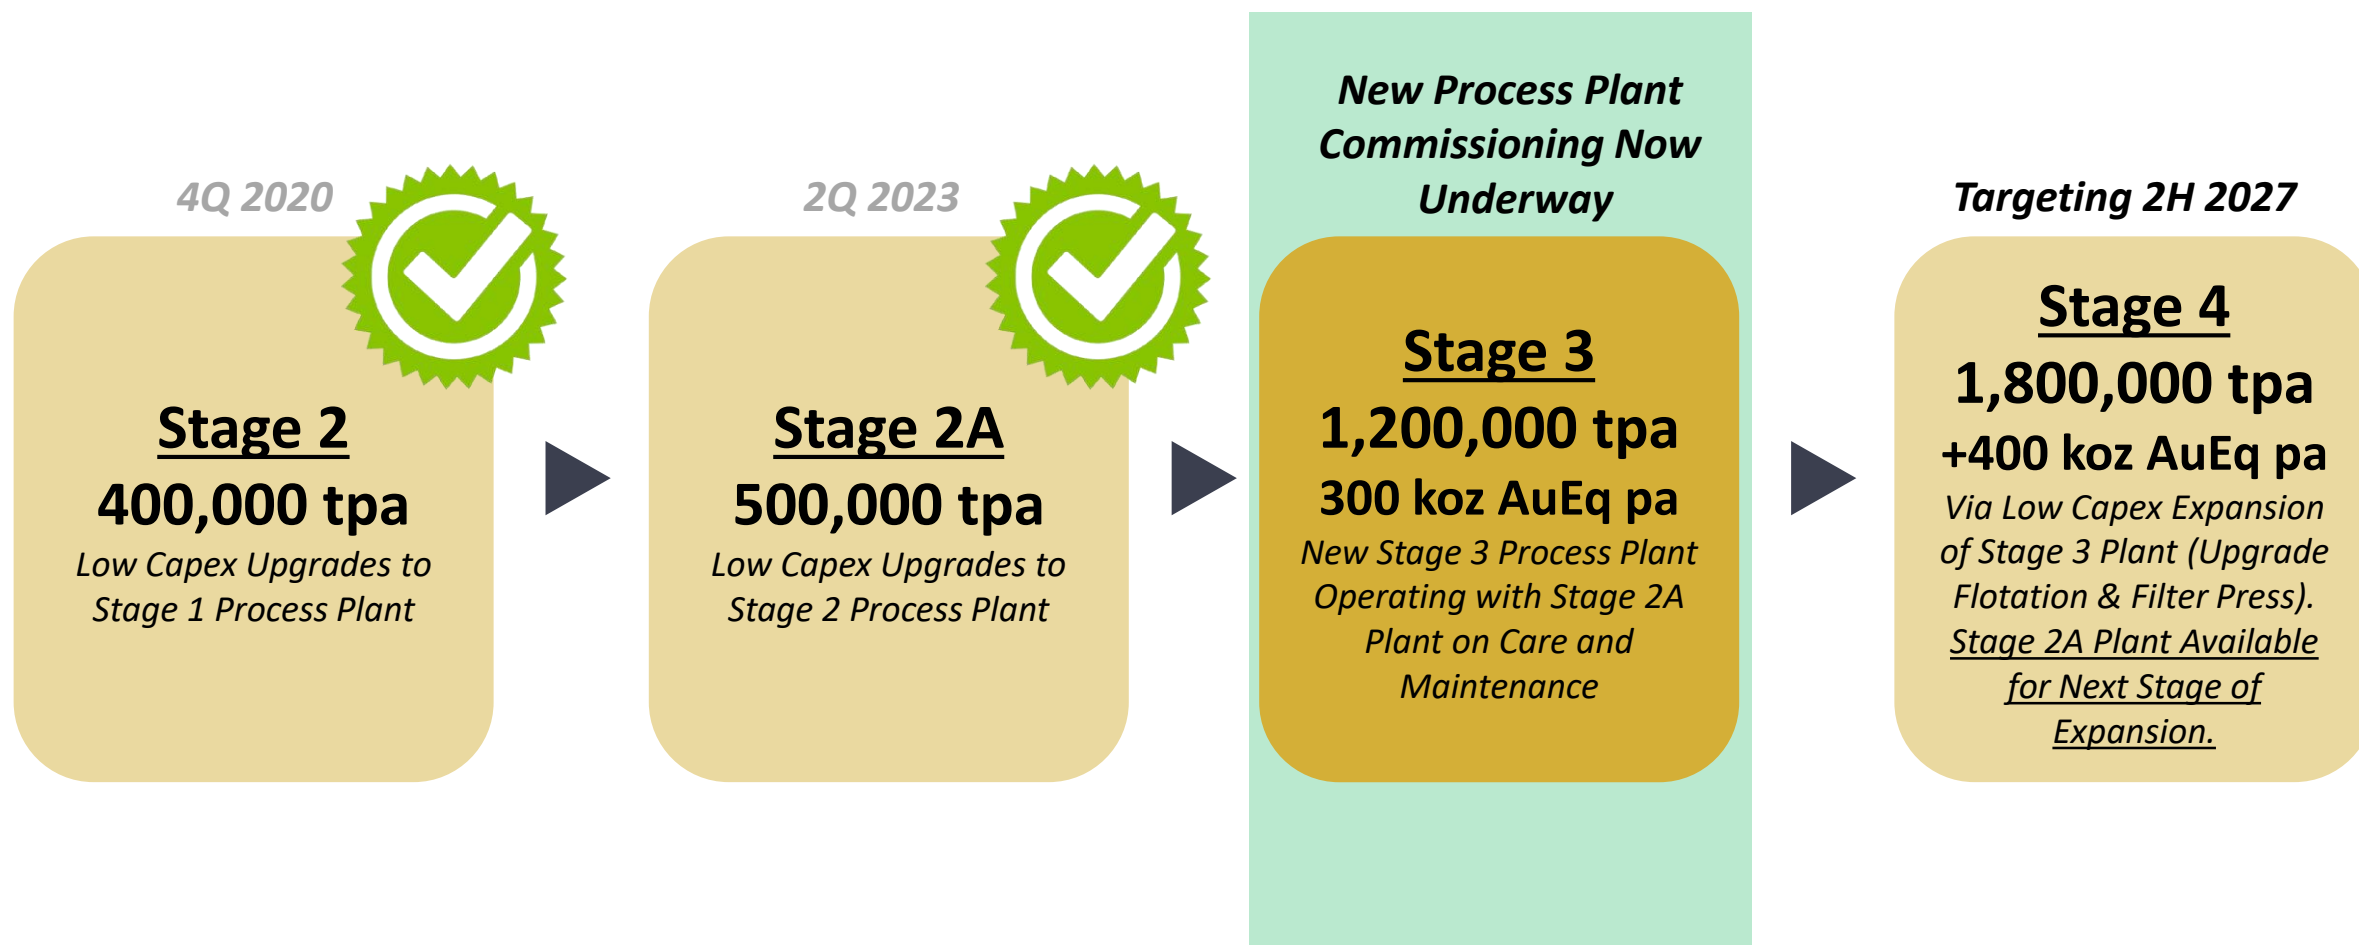 4Q 2020
Stage 2
400,000 tpa
Low Capex Upgrades to
Stage 1 Process Plant
2Q 2023
Stage 2A
500,000 tpa
Low Capex Upgrades to
Stage 2 Process Plant
New Process Plant
Commissioning Now
Underway
Stage 3
1,200,000 tpa
300 koz AuEq pa
New Stage 3 Process Plant
Operating with Stage 2A
Plant on Care and
Maintenance
Targeting 2H 2027
Stage 4
1,800,000 tpa
+400 koz AuEq pa
Via Low Capex Expansion
of Stage 3 Plant (Upgrade
Flotation & Filter Press).
Stage 2A Plant Available
for Next Stage of
Expansion.